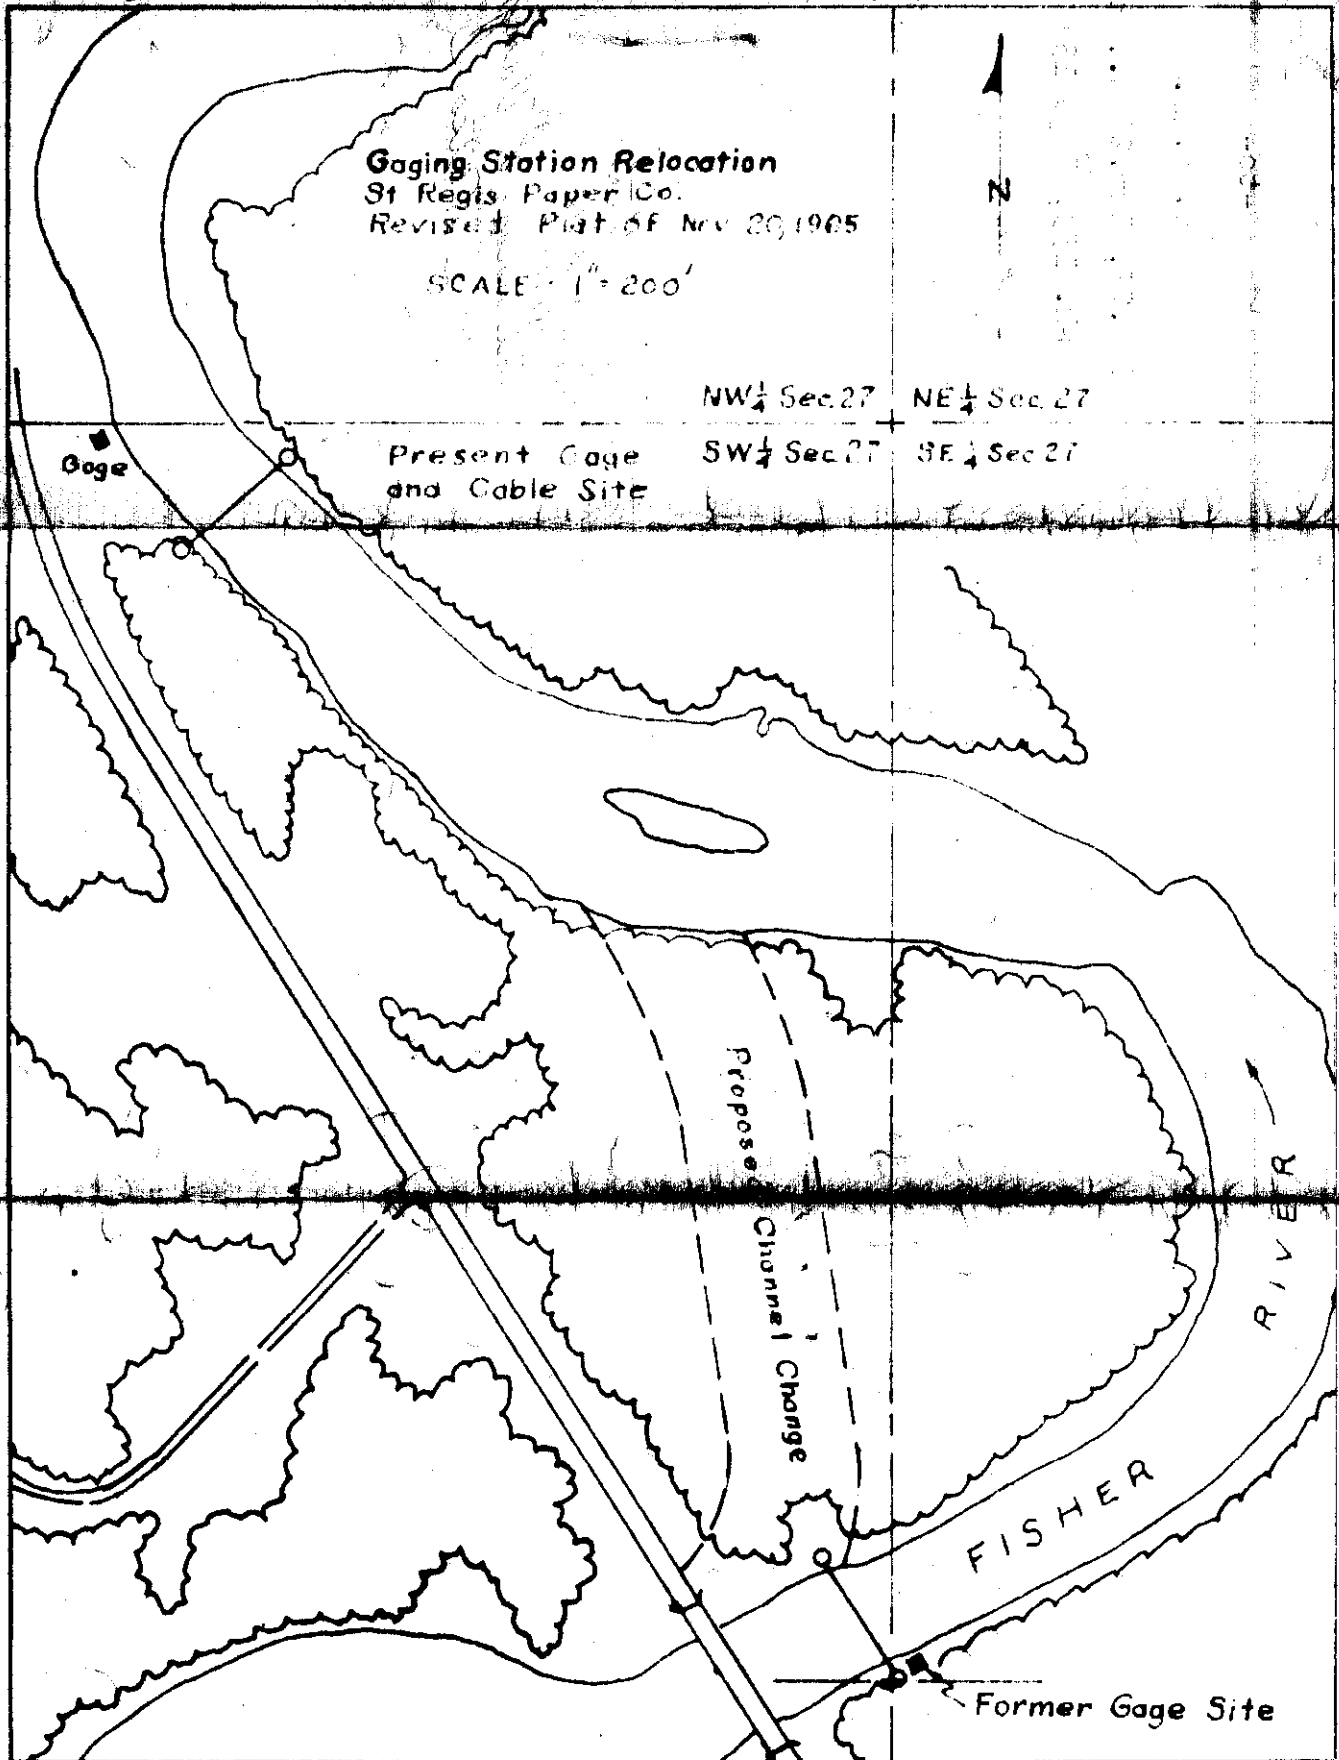 Gaging Station Relocation
St Regis Paper Co.
Revised Plat of Nov 20, 1965
SCALE - 1" = 200'
N
NW¼ Sec. 27 NE¼ Sec. 27
SW¼ Sec. 27 SE¼ Sec 27
Gage
Present Gage
and Cable Site
Proposed Channel Change
FISHER RIVER
Former Gage Site